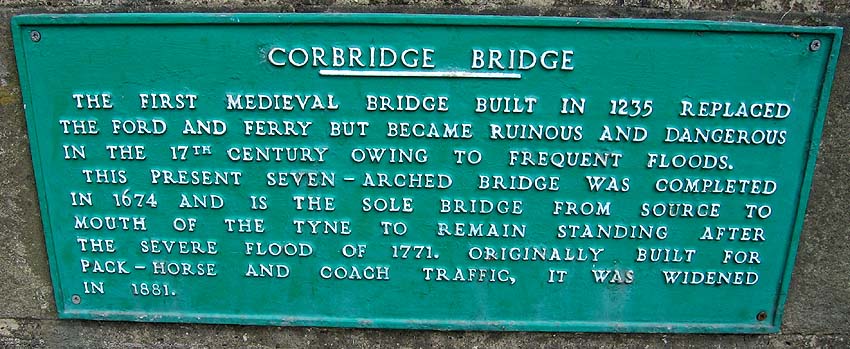 CORBRIDGE BRIDGE
THE FIRST MEDIEVAL BRIDGE BUILT IN 1235 REPLACED
THE FORD AND FERRY BUT BECAME RUINOUS AND DANGEROUS
IN THE 17TH CENTURY OWING TO FREQUENT FLOODS.
THIS PRESENT SEVEN-ARCHED BRIDGE WAS COMPLETED
IN 1674 AND IS THE SOLE BRIDGE FROM SOURCE TO
MOUTH OF THE TYNE TO REMAIN STANDING AFTER
THE SEVERE FLOOD OF 1771. ORIGINALLY BUILT FOR
PACK-HORSE AND COACH TRAFFIC, IT WAS WIDENED
IN 1881.